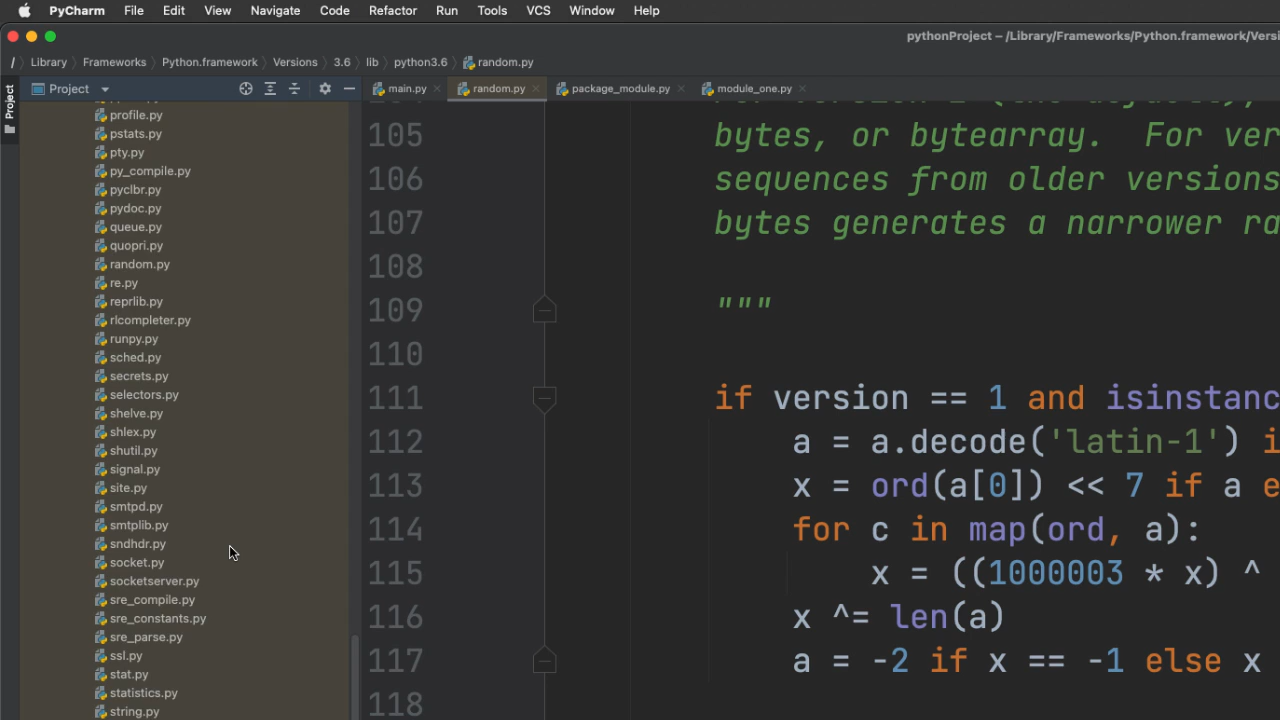 PyCharm File Edit View Navigate Code Refactor Run Tools VCS Window Help
pythonProject – /Library/Frameworks/Python.framework/Versi
/ Library Frameworks Python.framework Versions 3.6 lib python3.6 random.py
Project
Project
main.py random.py package_module.py module_one.py
profile.py
pstats.py
pty.py
py_compile.py
pyclbr.py
pydoc.py
queue.py
quopri.py
random.py
re.py
reprlib.py
rlcompleter.py
runpy.py
sched.py
secrets.py
selectors.py
shelve.py
shlex.py
shutil.py
signal.py
site.py
smtpd.py
smtplib.py
sndhdr.py
socket.py
socketserver.py
sre_compile.py
sre_constants.py
sre_parse.py
ssl.py
stat.py
statistics.py
string.py
105 bytes, or bytearray. For ver
106 sequences from older versions
107 bytes generates a narrower ra
108
109 """
110
111 if version == 1 and isinstanc
112 a = a.decode('latin-1') i
113 x = ord(a[0]) << 7 if a e
114 for c in map(ord, a):
115 x = ((1000003 * x) ^
116 x ^= len(a)
117 a = -2 if x == -1 else x
118